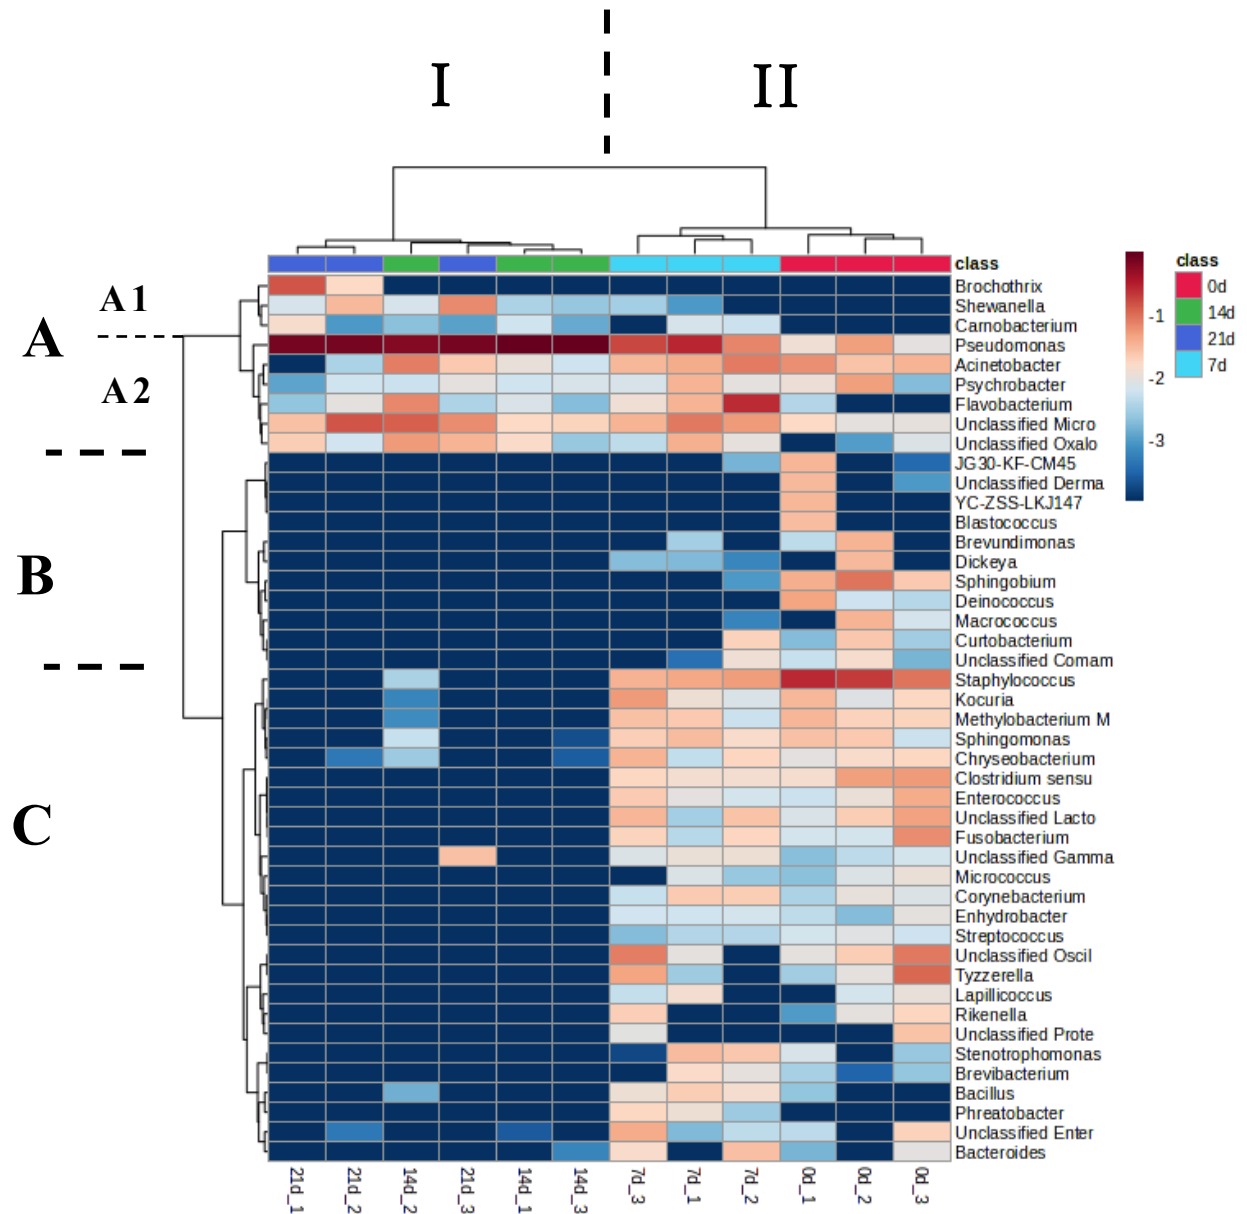 I
II
A 1
A
A 2
B
C
class
Brochothrix
Shewanella
Carnobacterium
Pseudomonas
Acinetobacter
Psychrobacter
Flavobacterium
Unclassified Micro
Unclassified Oxalo
JG30-KF-CM45
Unclassified Derma
YC-ZSS-LKJ147
Blastococcus
Brevundimonas
Dickeya
Sphingobium
Deinococcus
Macrococcus
Curtobacterium
Unclassified Comam
Staphylococcus
Kocuria
Methylobacterium M
Sphingomonas
Chryseobacterium
Clostridium sensu
Enterococcus
Unclassified Lacto
Fusobacterium
Unclassified Gamma
Micrococcus
Corynebacterium
Enhydrobacter
Streptococcus
Unclassified Oscil
Tyzzerella
Lapillicoccus
Rikenella
Unclassified Prote
Stenotrophomonas
Brevibacterium
Bacillus
Phreatobacter
Unclassified Enter
Bacteroides
-1
-2
-3
class
0d
14d
21d
7d
21d_1
21d_2
14d_2
21d_3
14d_1
14d_3
7d_3
7d_1
7d_2
0d_1
0d_2
0d_3